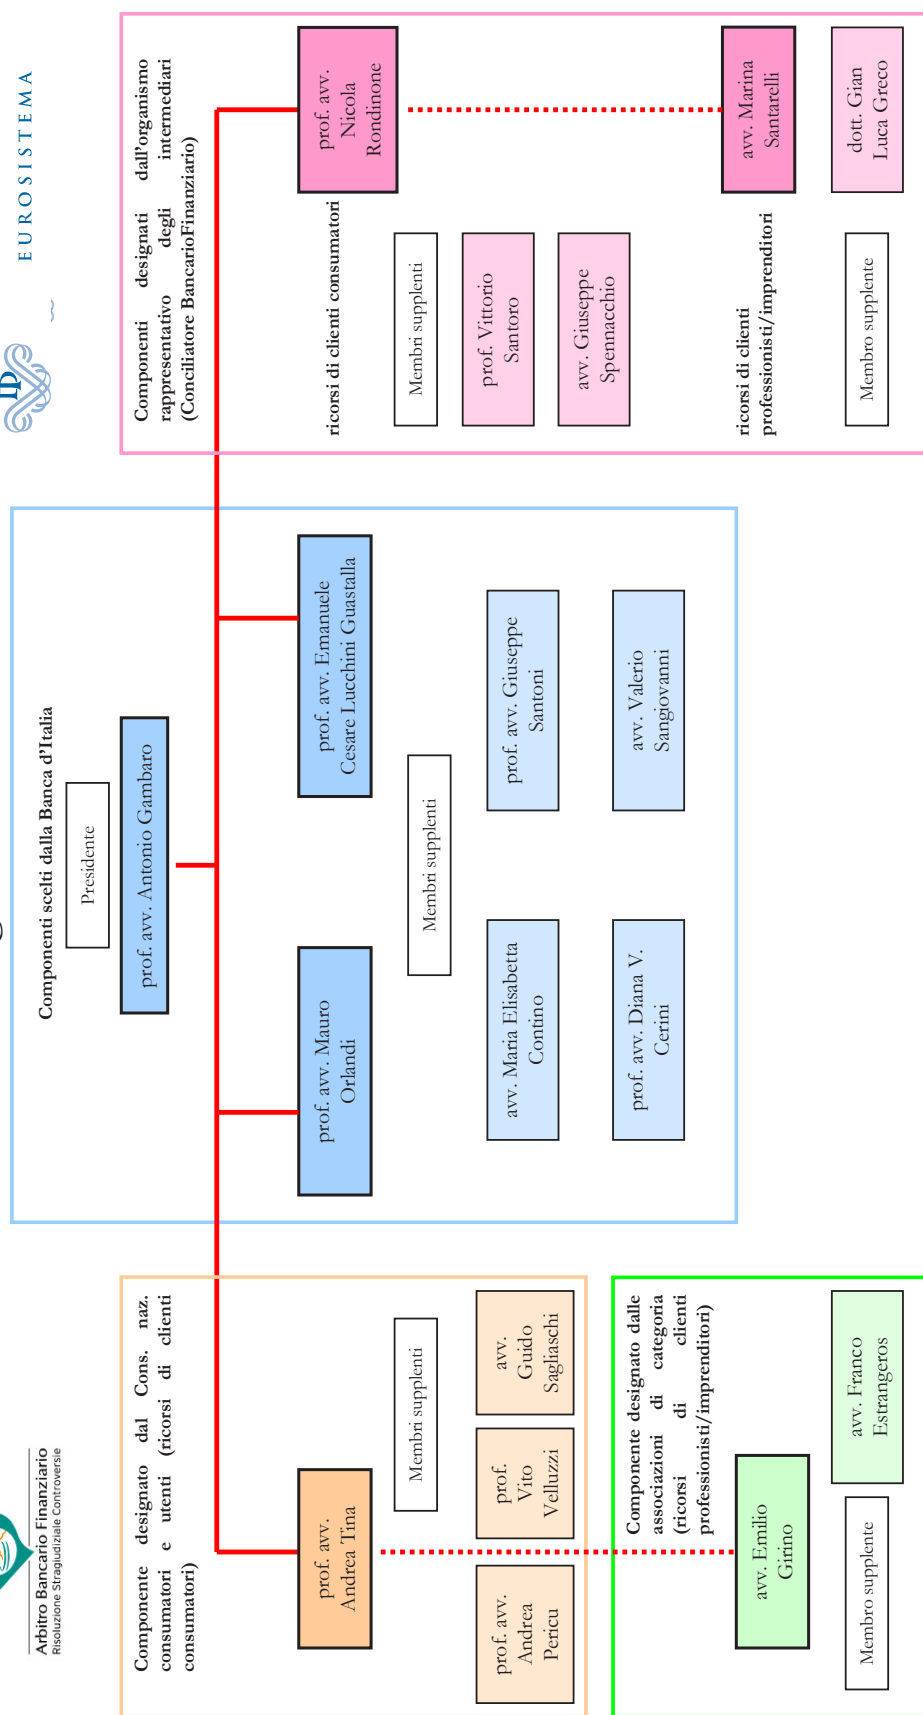 Arbitro Bancario Finanziario
Risoluzione Stragiudiziale Controversie
EUROSISTEMA
Componenti scelti dalla Banca d'Italia
Presidente
prof. avv. Antonio Gambaro
prof. avv. Mauro
Orlandi
prof. avv. Emanuele
Cesare Lucchini Guastalla
Membri supplenti
avv. Maria Elisabetta
Contino
prof. avv. Giuseppe
Santoni
prof. avv. Diana V.
Cerini
avv. Valerio
Sangiovanni
Componente designato dal Cons. naz.
consumatori e utenti (ricorsi di clienti
consumatori)
prof. avv.
Andrea Tina
Membri supplenti
prof. avv.
Andrea
Pericu
prof.
Vito
Velluzzi
avv.
Guido
Sagliaschi
Componente designato dalle
associazioni di categoria
(ricorsi di clienti
professionisti/imprenditori)
avv. Emilio
Girino
Membro supplente
avv. Franco
Estrangeros
Componenti designati dall'organismo
rappresentativo degli intermediari
(Conciliatore BancarioFinanziario)
ricorsi di clienti consumatori
prof. avv.
Nicola
Rondinone
Membri supplenti
prof. Vittorio
Santoro
avv. Giuseppe
Spennacchio
ricorsi di clienti
professionisti/imprenditori
avv. Marina
Santarelli
Membro supplente
dott. Gian
Luca Greco